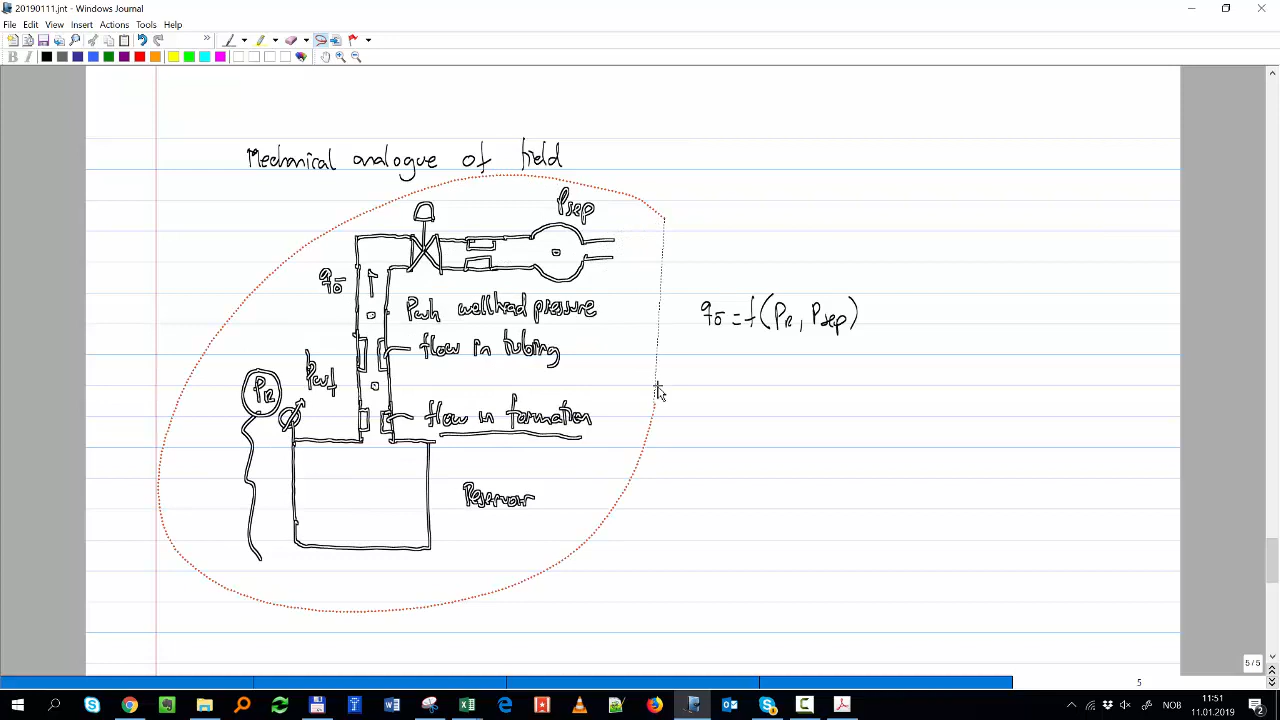 20190111.jnt - Windows Journal
File Edit View Insert Actions Tools Help
B I
Mechanical analogue of field
Psep
qō
Pwh wellhead pressure
qō = f(PR, Psep)
flow in tubing
Pwf
PR
flow in formation
Reservoir
5/5
5
NOB
11:51
11.01.2019